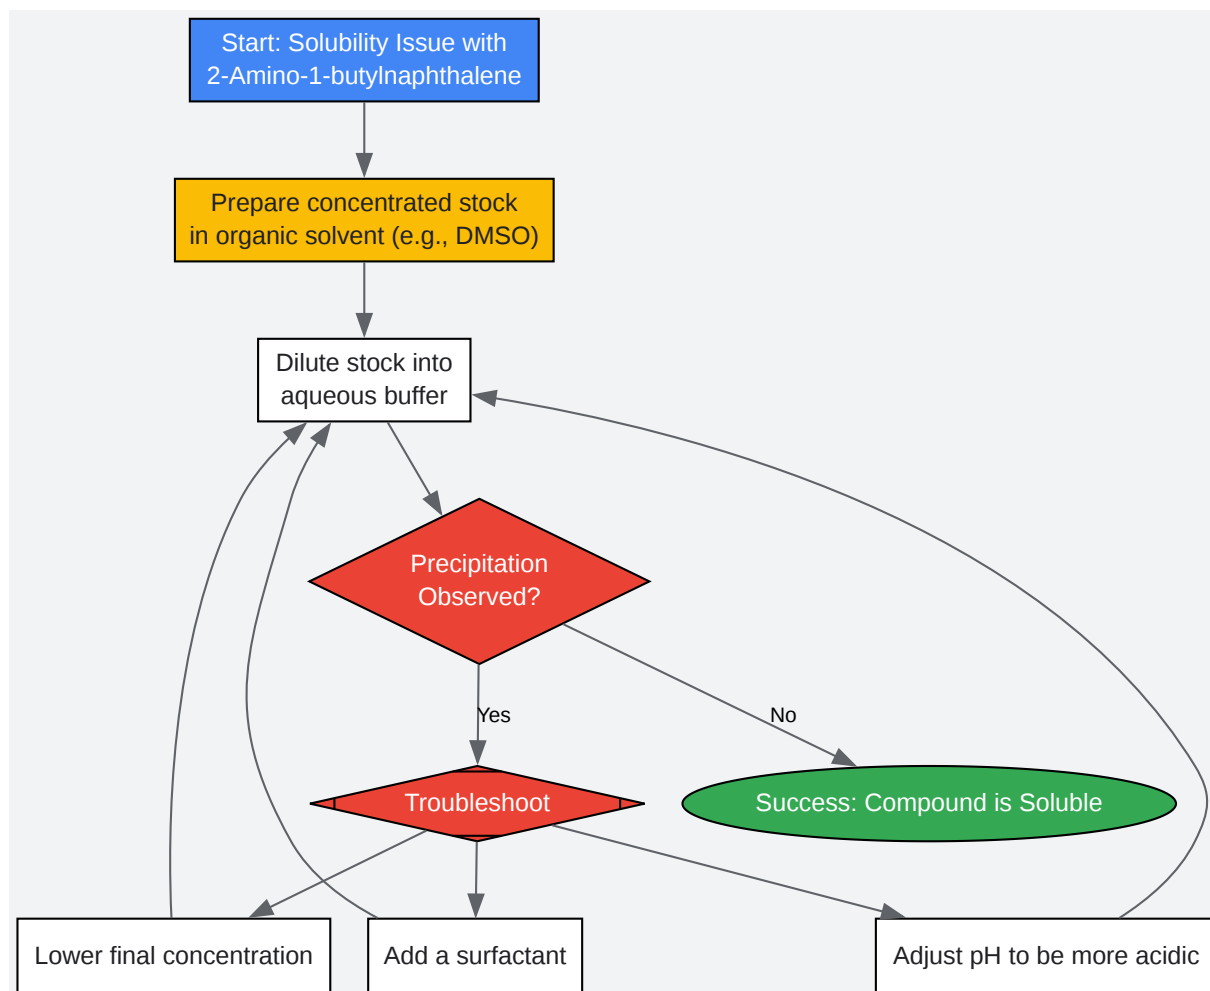 Start: Solubility Issue with
2-Amino-1-butylnaphthalene
Prepare concentrated stock
in organic solvent (e.g., DMSO)
Dilute stock into
aqueous buffer
Precipitation
Observed?
Yes
No
Troubleshoot
Success: Compound is Soluble
Lower final concentration
Add a surfactant
Adjust pH to be more acidic